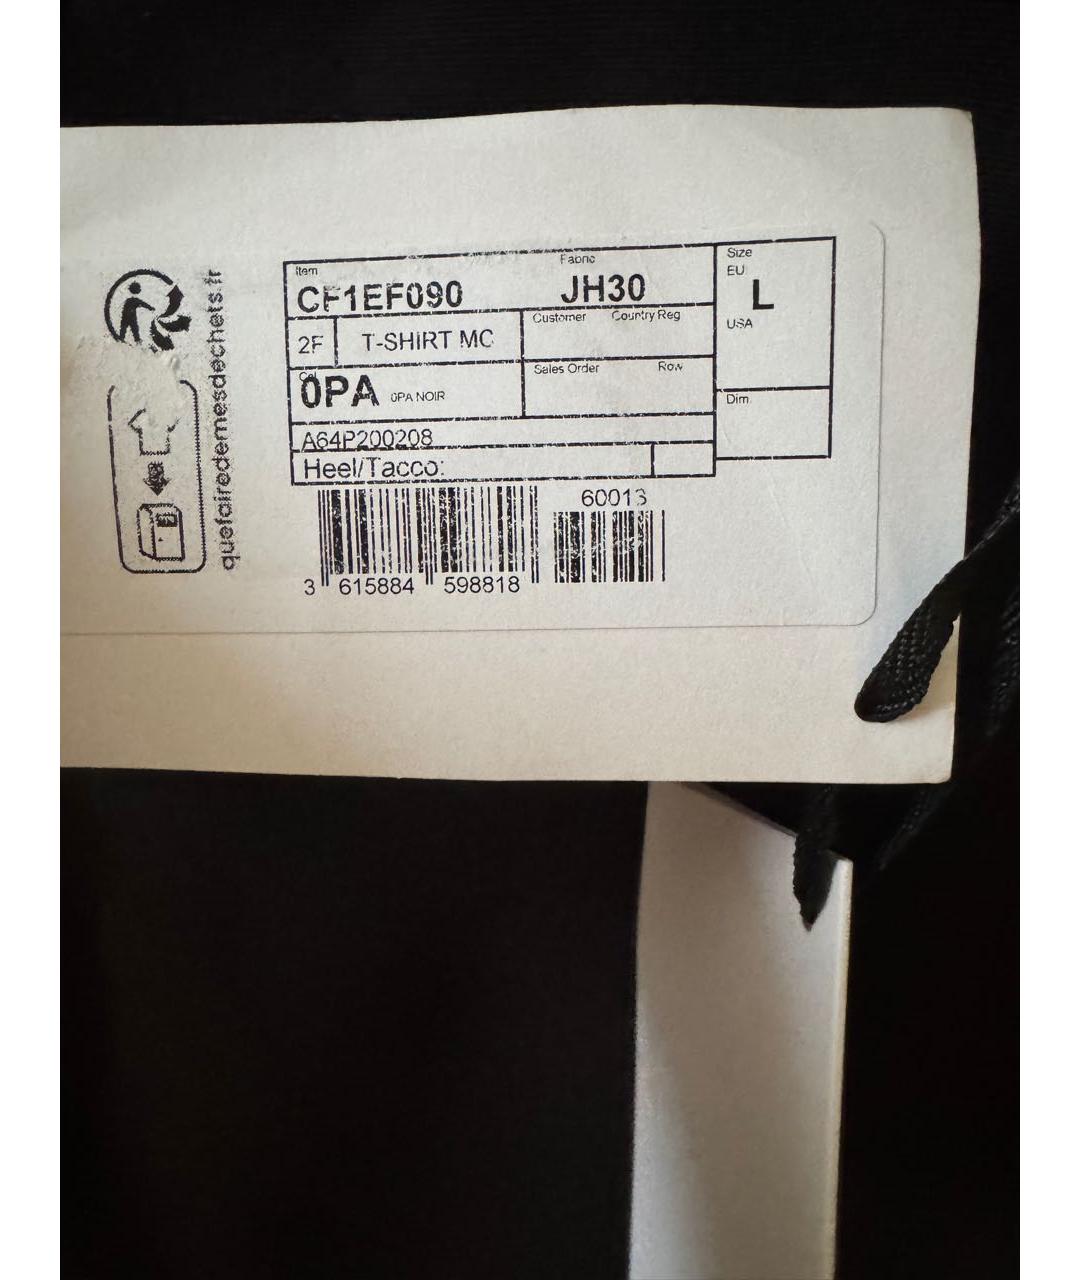 quefairedemesdechets.fr
Item
Fabric
CF1EF090
JH30
Size
EU
L
USA
2F
T-SHIRT MC
Customer
Country Reg
Col
0PA
0PA NOIR
Sales Order
Row
Dim.
A64P200208
Heel/Tacco:
60013
3 615884 598818